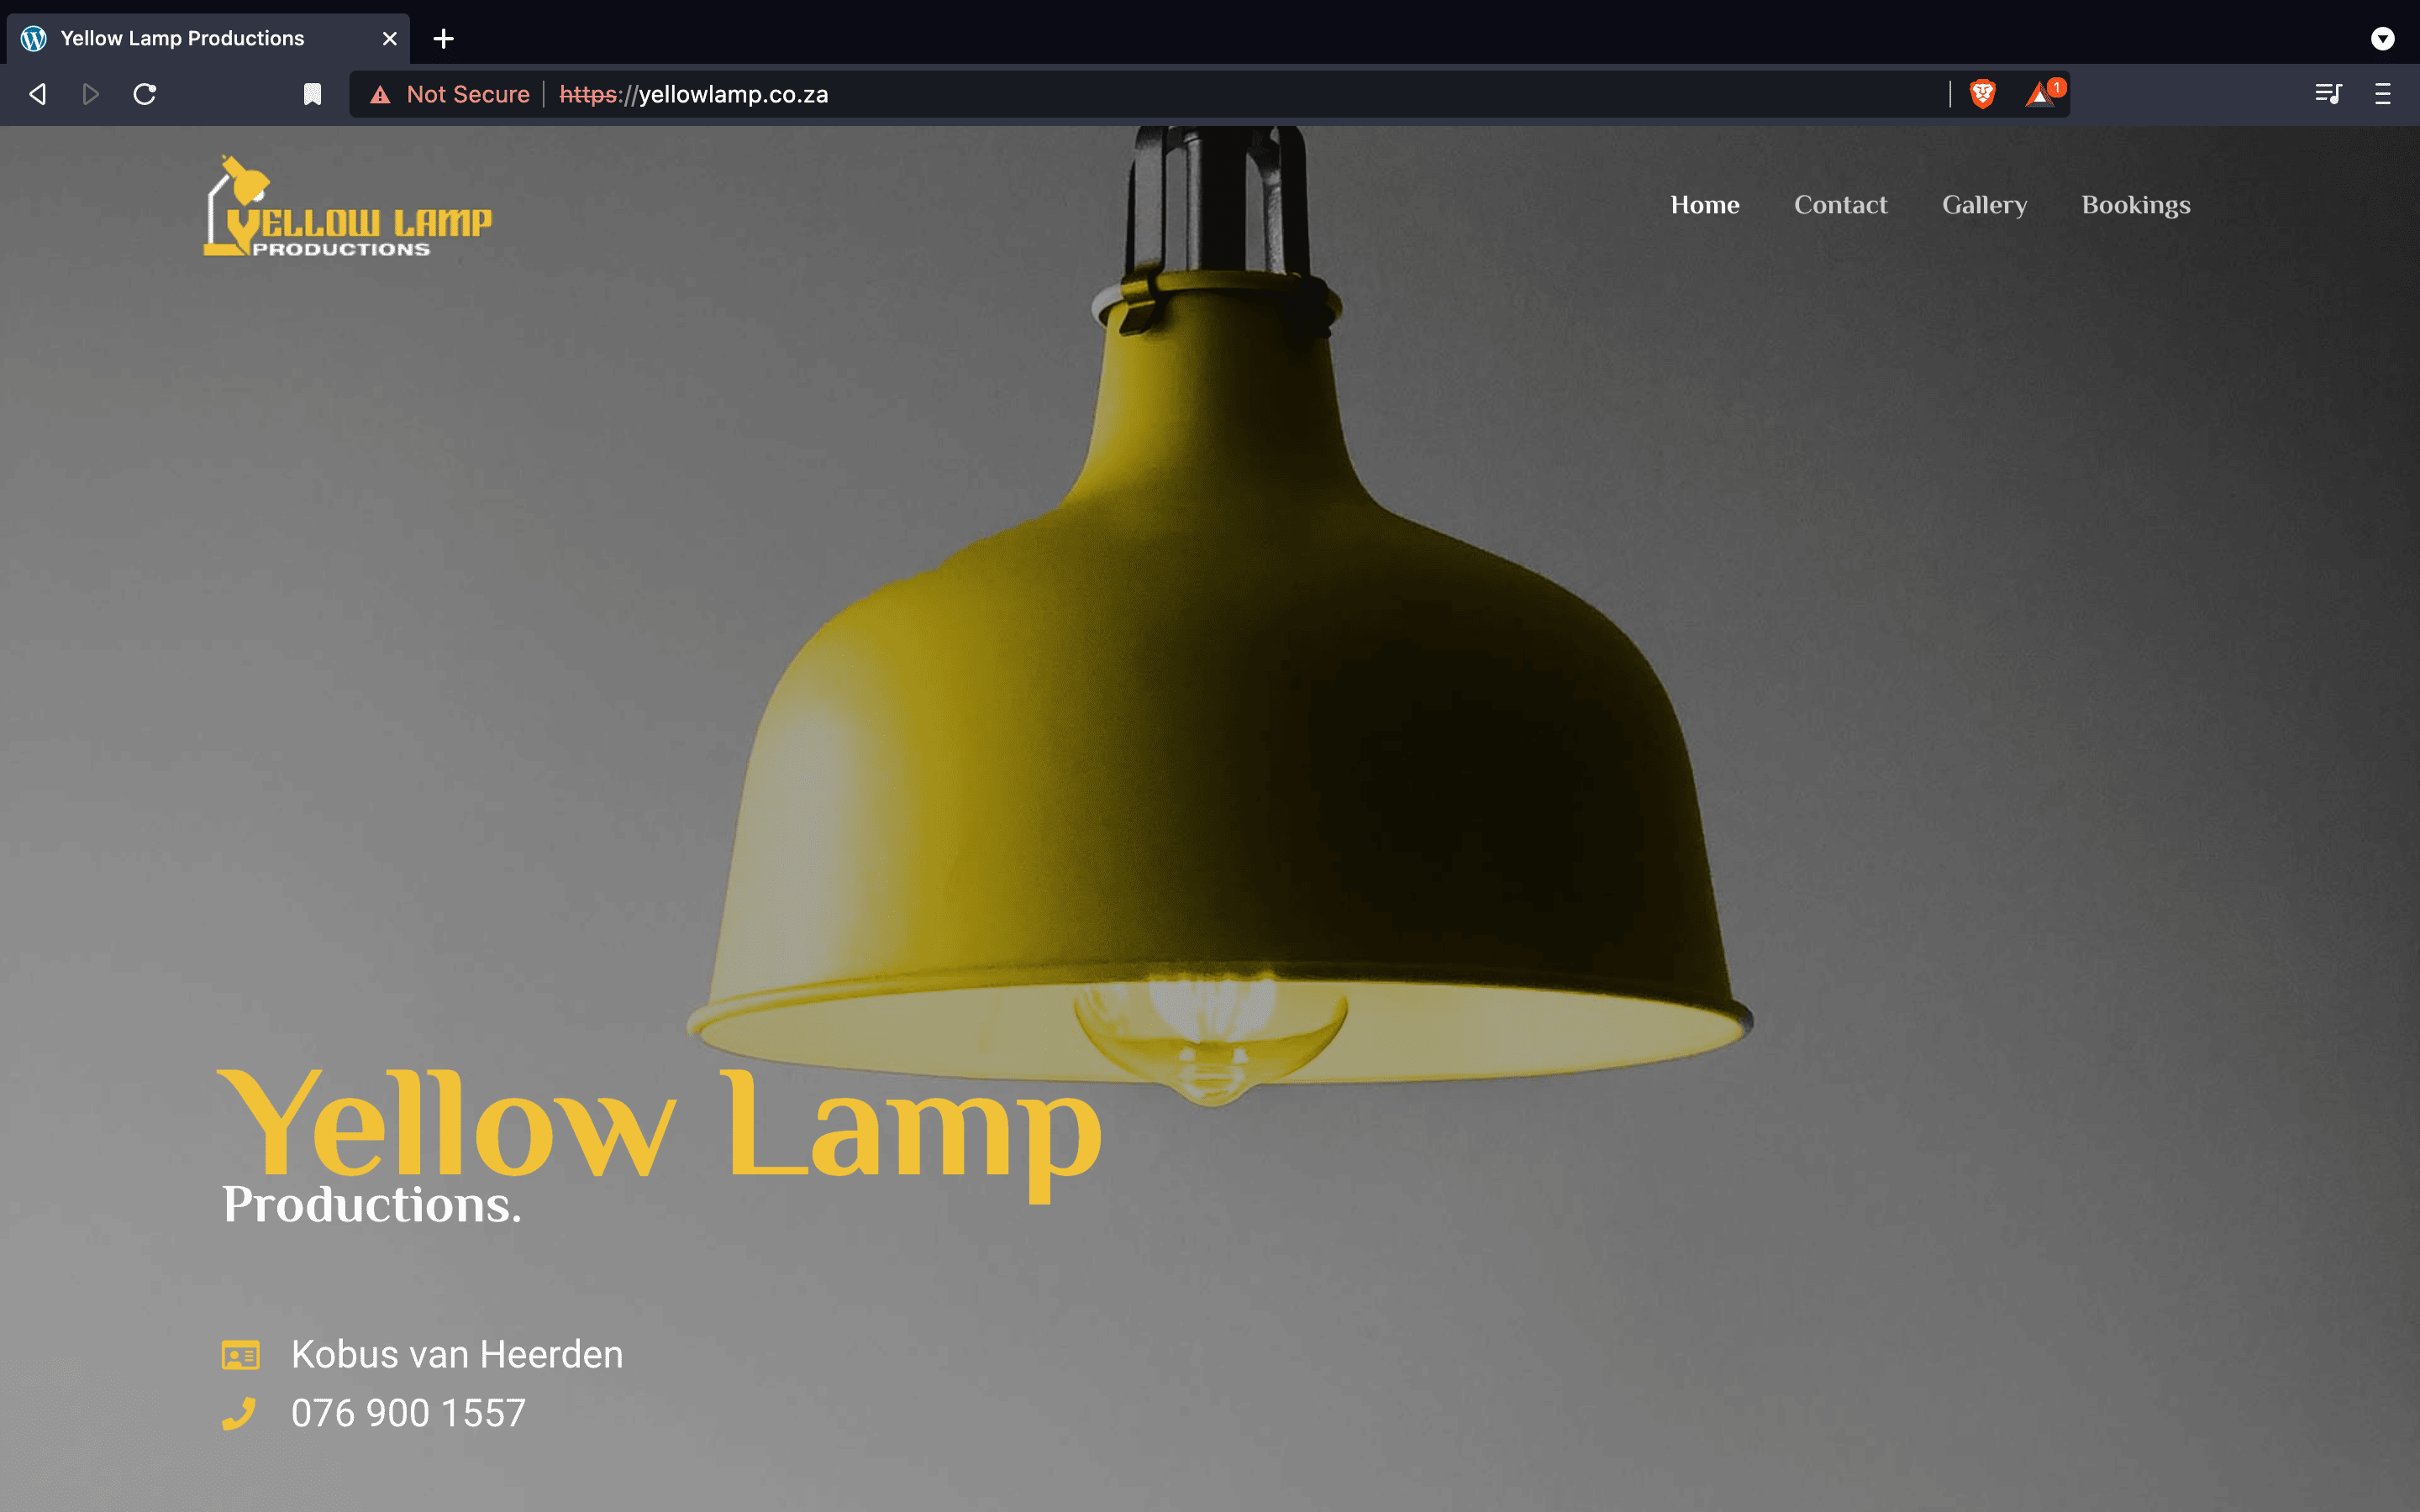 Yellow Lamp Productions
Not Secure https://yellowlamp.co.za 1
YELLOW LAMP
PRODUCTIONS
Home Contact Gallery Bookings
Yellow Lamp
Productions.
Kobus van Heerden
076 900 1557